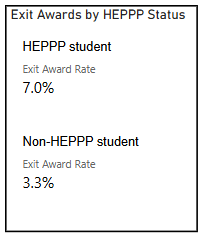 Exit Awards by HEPPP Status
HEPPP student
Exit Award Rate
7.0%
Non-HEPPP student
Exit Award Rate
3.3%